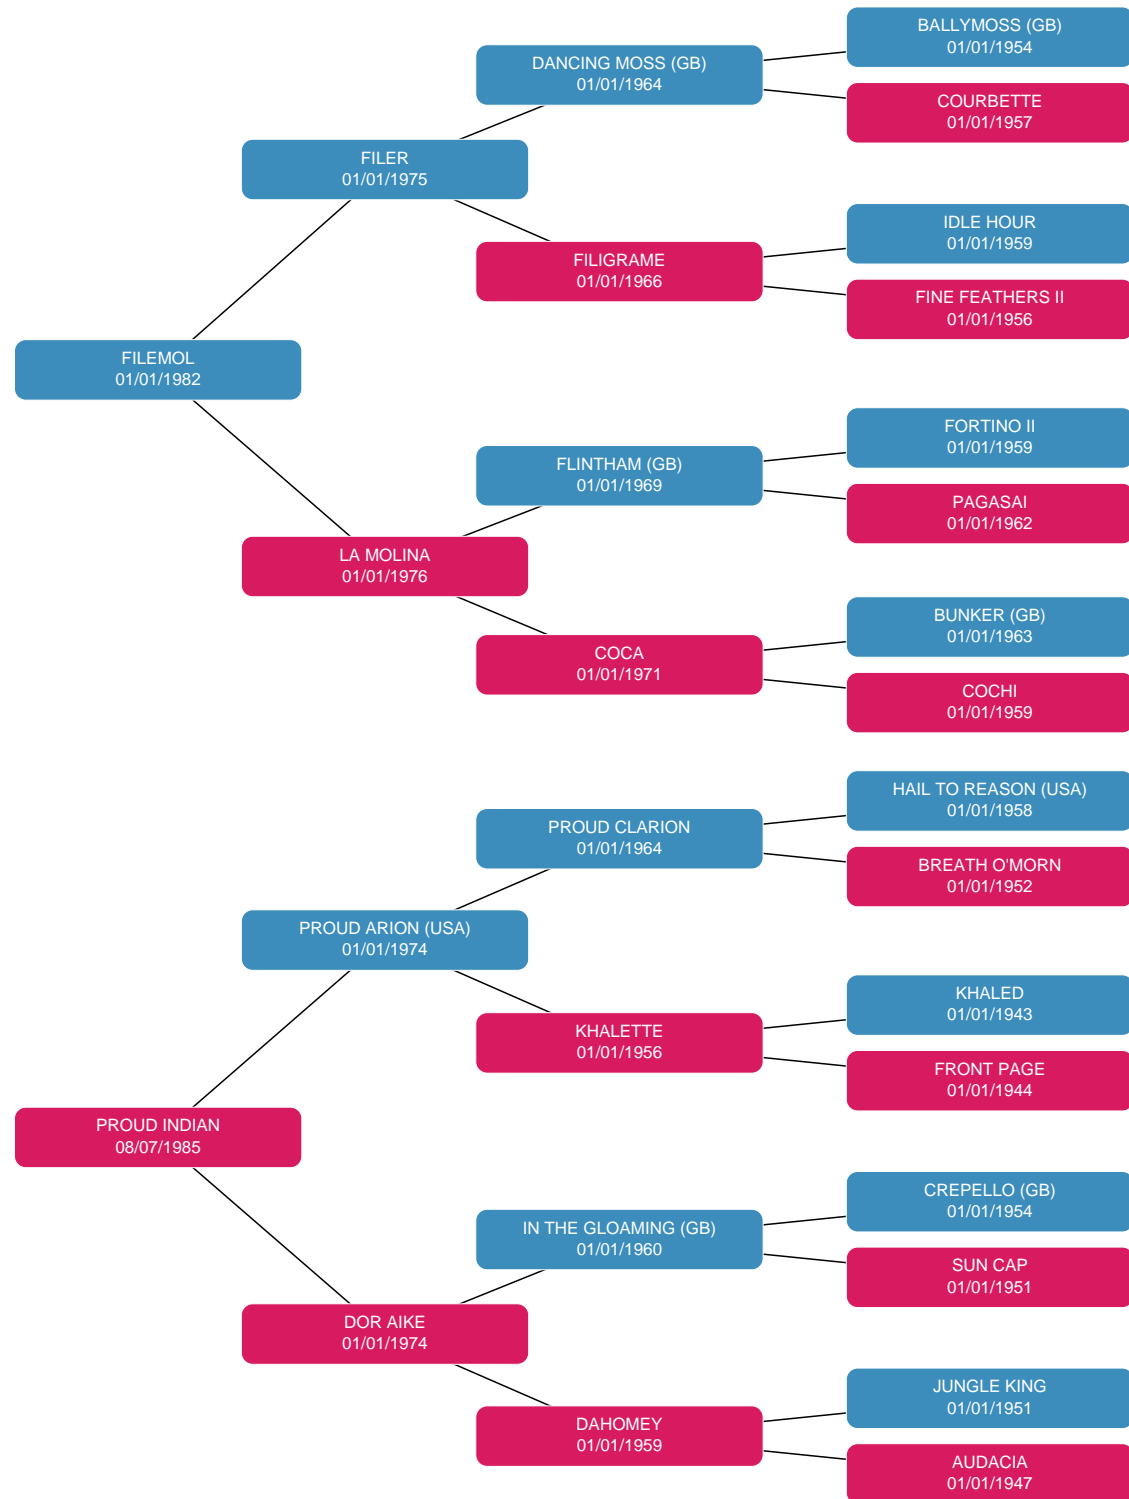 BALLYMOSS (GB)
01/01/1954
DANCING MOSS (GB)
01/01/1964
COURBETTE
01/01/1957
FILER
01/01/1975
IDLE HOUR
01/01/1959
FILIGRAME
01/01/1966
FINE FEATHERS II
01/01/1956
FILEMOL
01/01/1982
FORTINO II
01/01/1959
FLINTHAM (GB)
01/01/1969
PAGASAI
01/01/1962
LA MOLINA
01/01/1976
BUNKER (GB)
01/01/1963
COCA
01/01/1971
COCHI
01/01/1959
HAIL TO REASON (USA)
01/01/1958
PROUD CLARION
01/01/1964
BREATH O'MORN
01/01/1952
PROUD ARION (USA)
01/01/1974
KHALED
01/01/1943
KHALETTE
01/01/1956
FRONT PAGE
01/01/1944
PROUD INDIAN
08/07/1985
CREPELLO (GB)
01/01/1954
IN THE GLOAMING (GB)
01/01/1960
SUN CAP
01/01/1951
DOR AIKE
01/01/1974
JUNGLE KING
01/01/1951
DAHOMEY
01/01/1959
AUDACIA
01/01/1947